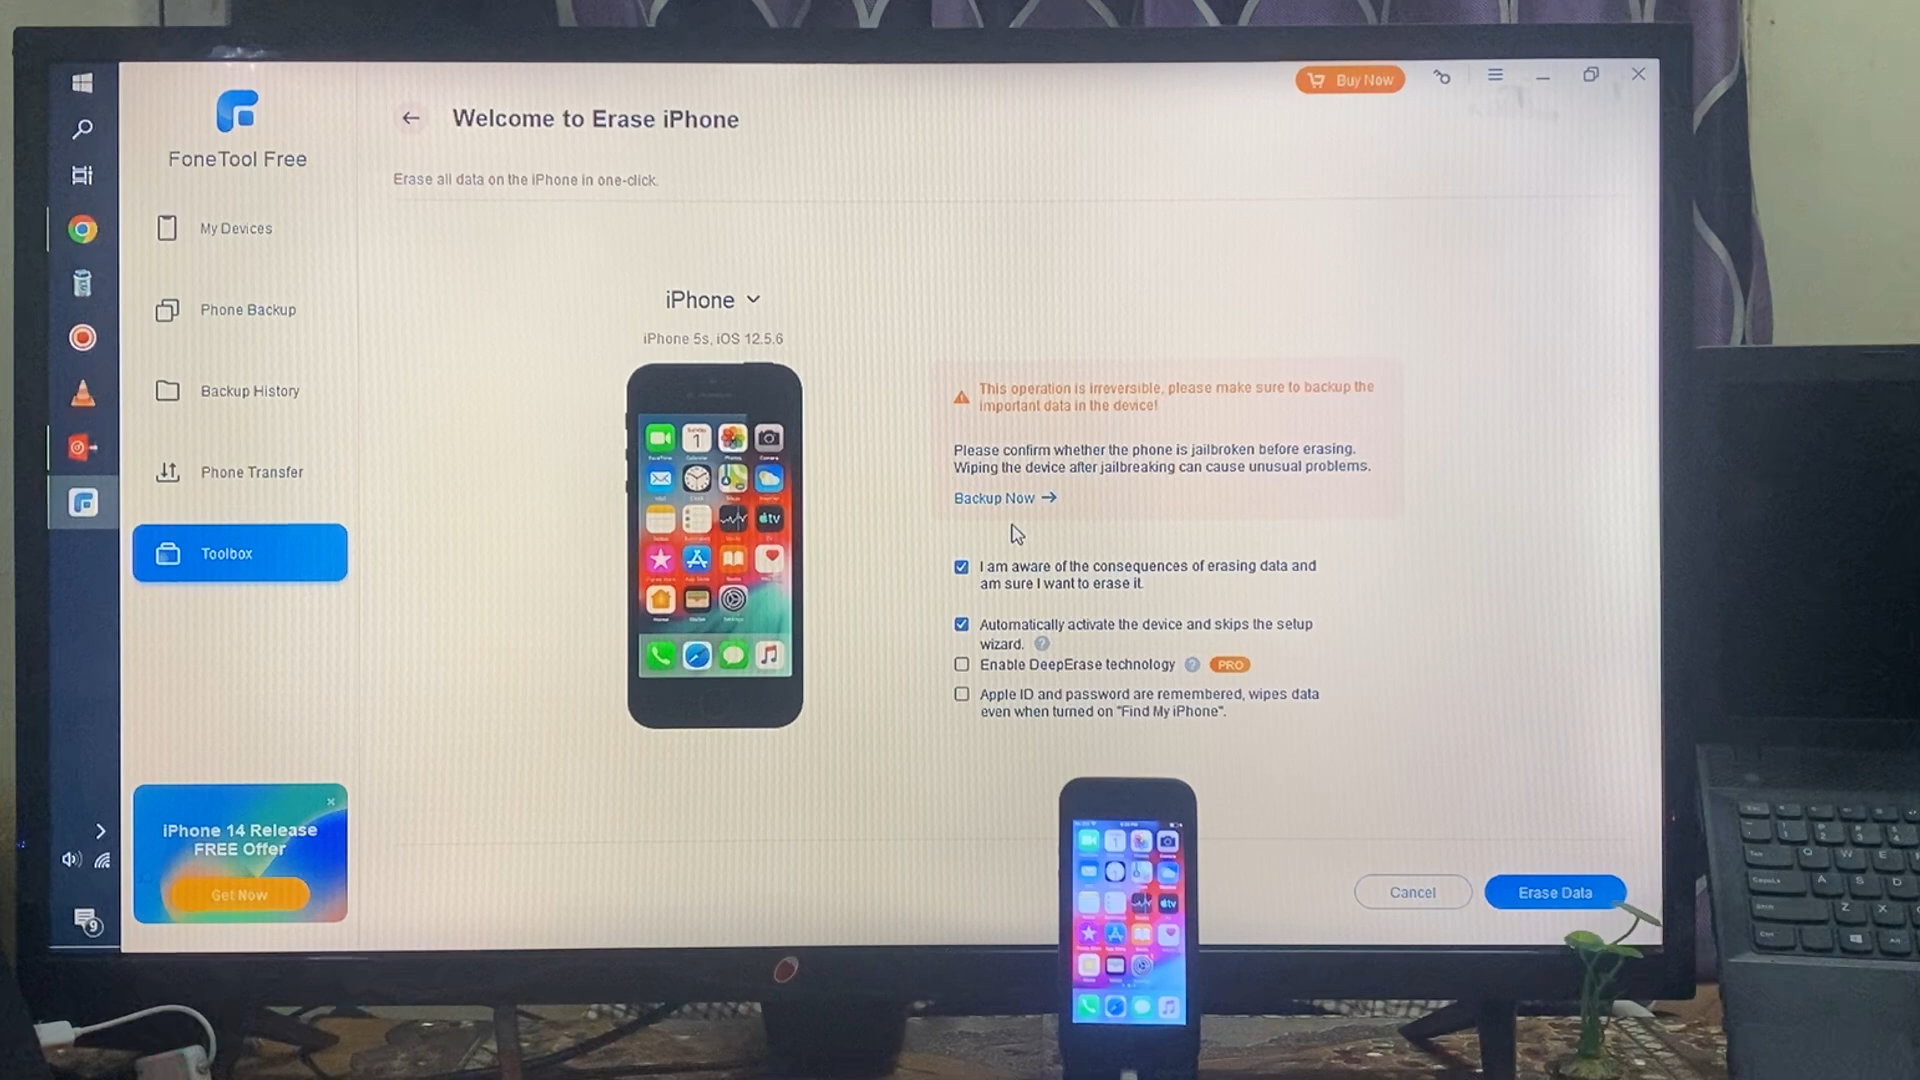 Buy Now
Welcome to Erase iPhone
FoneTool Free
Erase all data on the iPhone in one-click.
My Devices
Phone Backup
Backup History
Phone Transfer
Toolbox
iPhone
iPhone 5s, iOS 12.5.6
1
tv
This operation is irreversible, please make sure to backup the
important data in the device!
Please confirm whether the phone is jailbroken before erasing.
Wiping the device after jailbreaking can cause unusual problems.
Backup Now
I am aware of the consequences of erasing data and
am sure I want to erase it.
Automatically activate the device and skips the setup
wizard. ?
Enable DeepErase technology ? PRO
Apple ID and password are remembered, wipes data
even when turned on "Find My iPhone".
iPhone 14 Release
FREE Offer
Get Now
9
Cancel
Erase Data
1
tv
Q W E
A S D
Z X